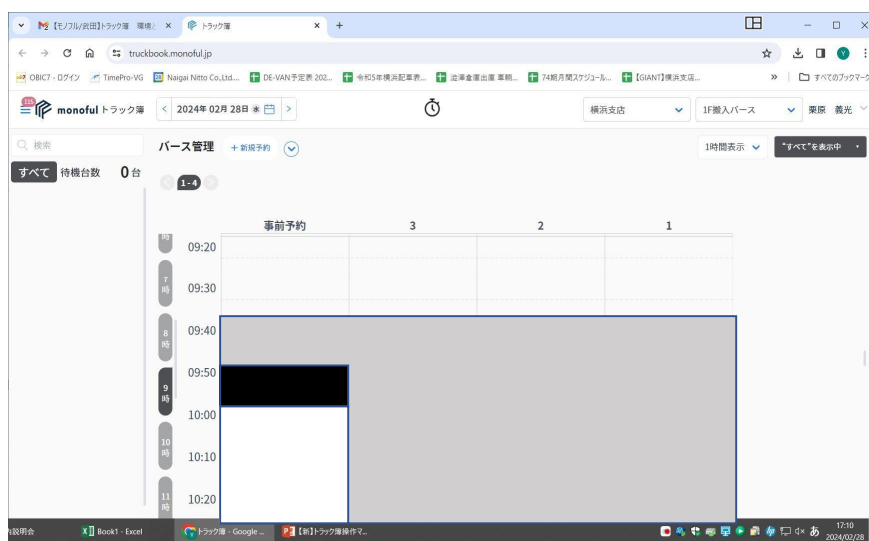 【モノフル/武田】トラック簿 環境と
トラック簿
truckbook.monoful.jp
OBIC7 - ログイン
TimePro-VG
Naigai Nitto Co.,Ltd....
DE-VAN予定表 202...
令和5年横浜配車表...
74期月間スケジュール...
【GIANT】横浜支店...
»
すべてのブックマーク
115
monoful トラック簿
< 2024年 02月 28日 水 >
横浜支店
1F搬入バース
栗原 義光
検索
バース管理
+ 新規予約
1時間表示
"すべて"を表示中
すべて 待機台数 0 台
1-4
事前予約 3 2 1
時
09:20
7時
09:30
8時
09:40
9時
09:50
10:00
10時
10:10
11時
10:20
説明会
Book1 - Excel
トラック簿 - Google ...
【新】トラック簿操作マ...
あ
17:10
2024/02/28